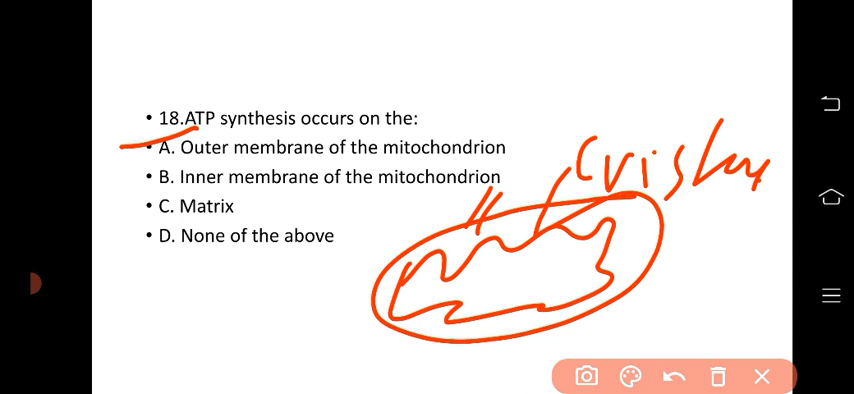 • 18.ATP synthesis occurs on the:
• A. Outer membrane of the mitochondrion
• B. Inner membrane of the mitochondrion
• C. Matrix
• D. None of the above